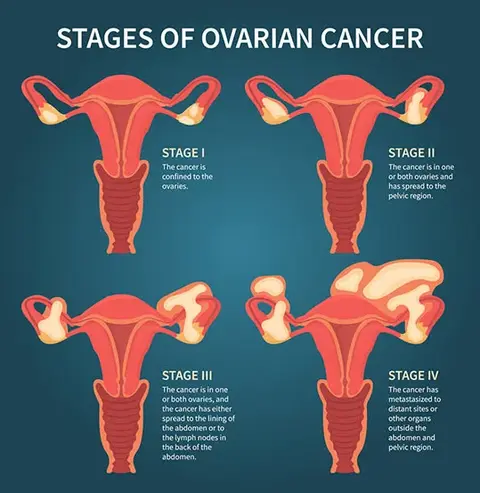 STAGES OF OVARIAN CANCER
STAGE I
The cancer is
confined to the
ovaries.
STAGE II
The cancer is in one
or both ovaries and
has spread to the
pelvic region.
STAGE III
The cancer is in one
or both ovaries, and
the cancer has either
spread to the lining of
the abdomen or to
the lymph nodes in
the back of the
abdomen.
STAGE IV
The cancer has
metastasized to
distant sites or
other organs
outside the
abdomen and
pelvic region.